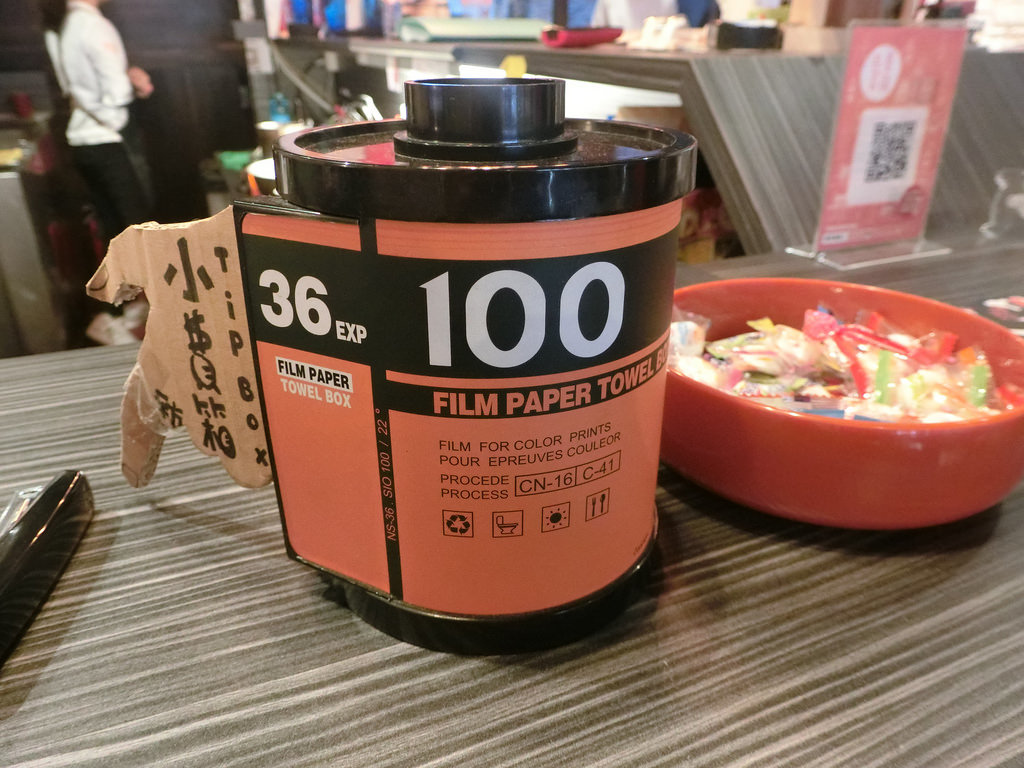 TiP Box
小$費箱
36 EXP
FILM PAPER
TOWEL BOX
100
FILM PAPER TOWEL BO
NS-36 . SIO 100 / 22°
FILM FOR COLOR PRINTS
POUR EPREUVES COULEUR
PROCEDE
PROCESS
CN-16 C-41